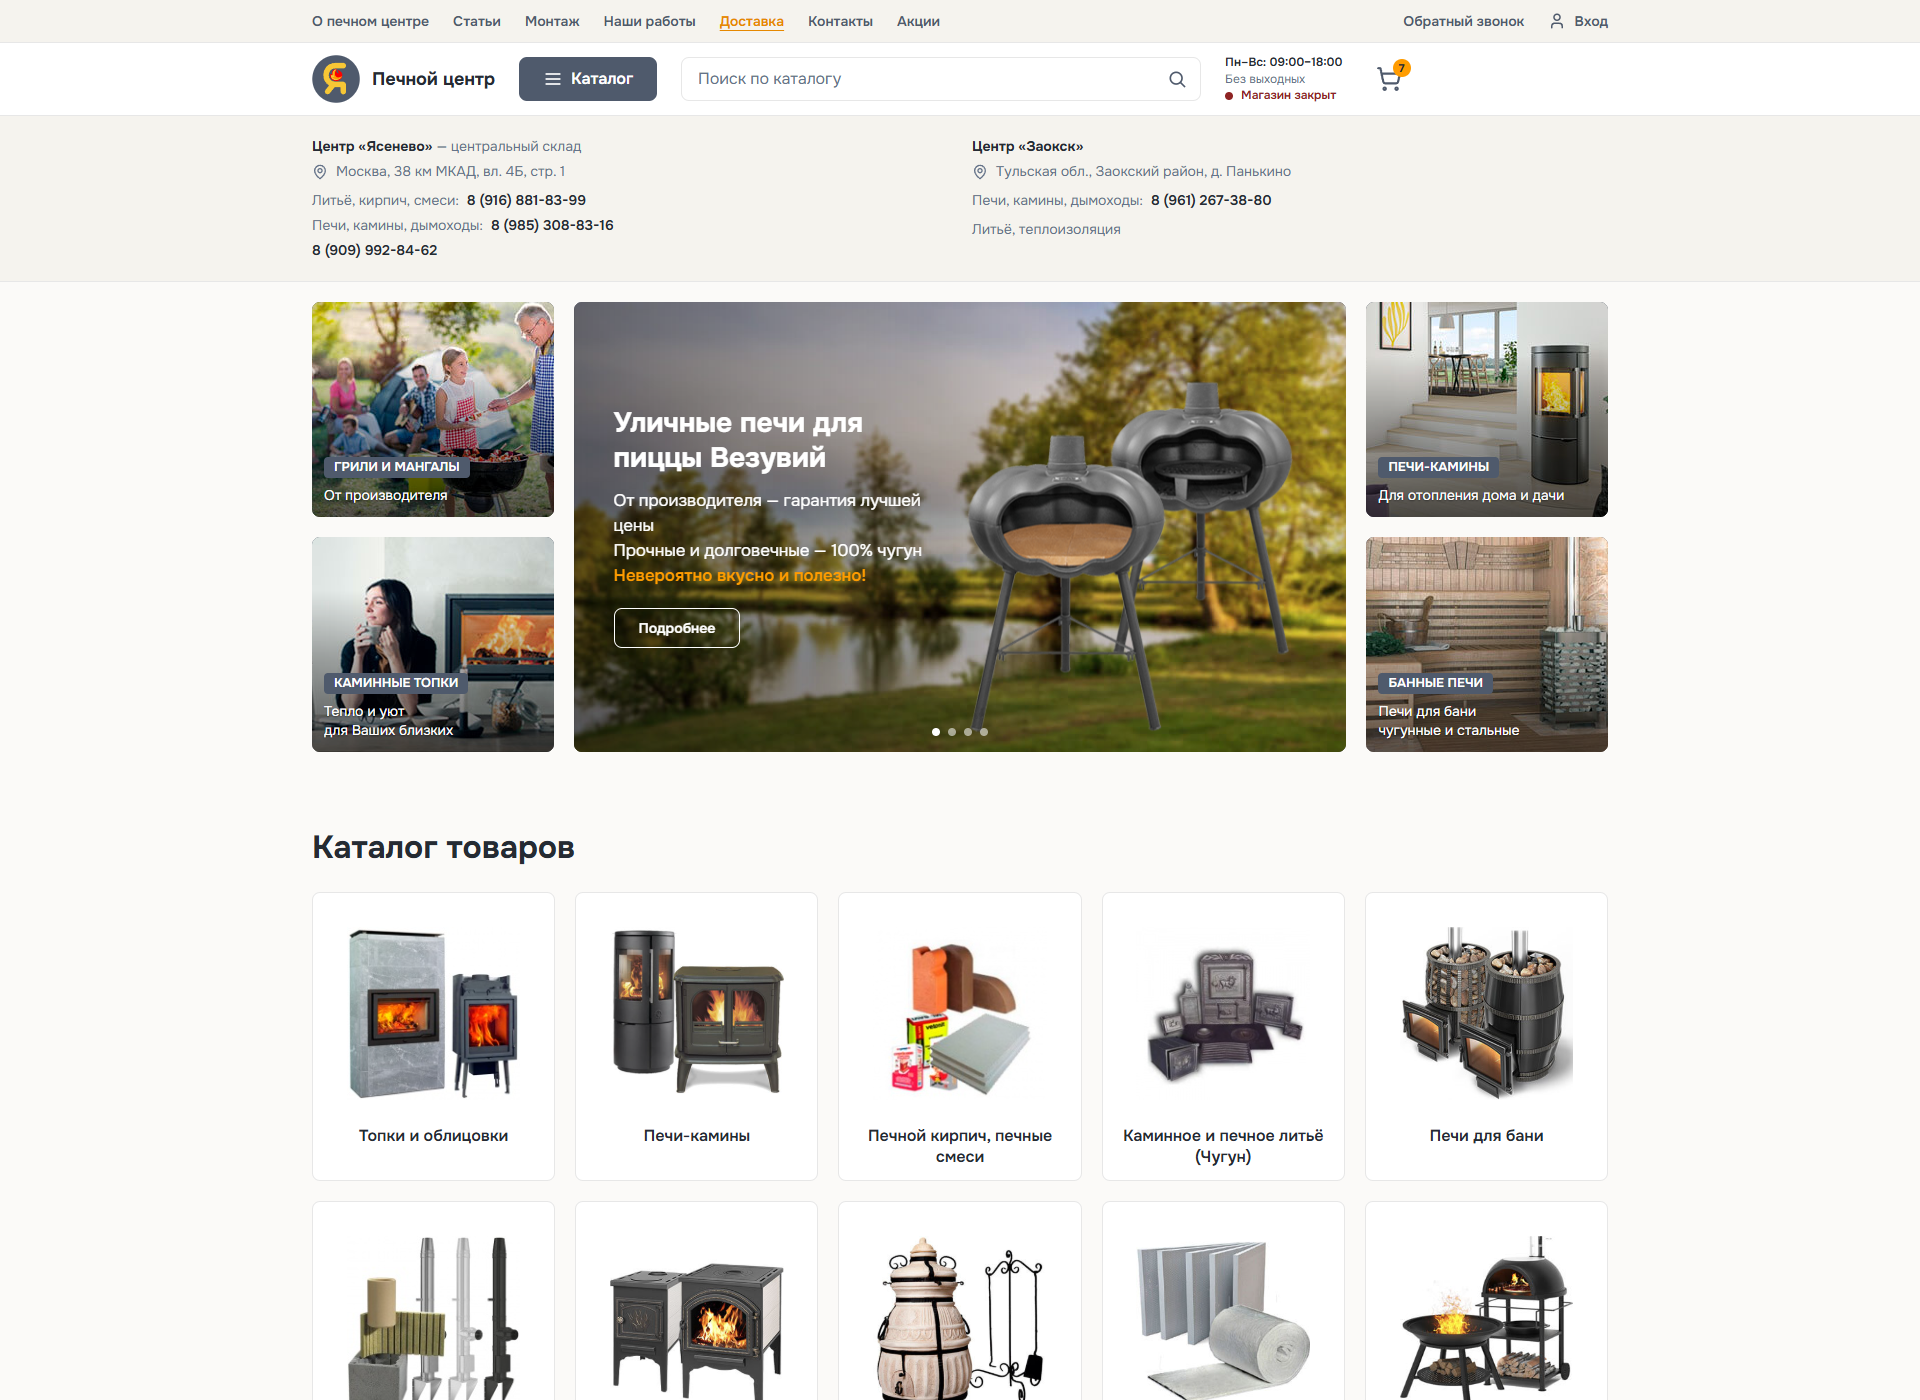 О печном центре Статьи Монтаж Наши работы Доставка Контакты Акции Обратный звонок Вход
Печной центр Каталог Поиск по каталогу
Пн–Вс: 09:00–18:00
Без выходных
Магазин закрыт
7
Центр «Ясенево» — центральный склад
Москва, 38 км МКАД, вл. 4Б, стр. 1
Литьё, кирпич, смеси: 8 (916) 881-83-99
Печи, камины, дымоходы: 8 (985) 308-83-16
8 (909) 992-84-62
Центр «Заокск»
Тульская обл., Заокский район, д. Панькино
Печи, камины, дымоходы: 8 (961) 267-38-80
Литьё, теплоизоляция
ГРИЛИ И МАНГАЛЫ
От производителя
КАМИННЫЕ ТОПКИ
Тепло и уют
для Ваших близких
Уличные печи для
пиццы Везувий
От производителя — гарантия лучшей
цены
Прочные и долговечные — 100% чугун
Невероятно вкусно и полезно!
Подробнее
ПЕЧИ-КАМИНЫ
Для отопления дома и дачи
БАННЫЕ ПЕЧИ
Печи для бани
чугунные и стальные
Каталог товаров
Топки и облицовки
Печи-камины
Печной кирпич, печные
смеси
Каминное и печное литьё
(Чугун)
Печи для бани